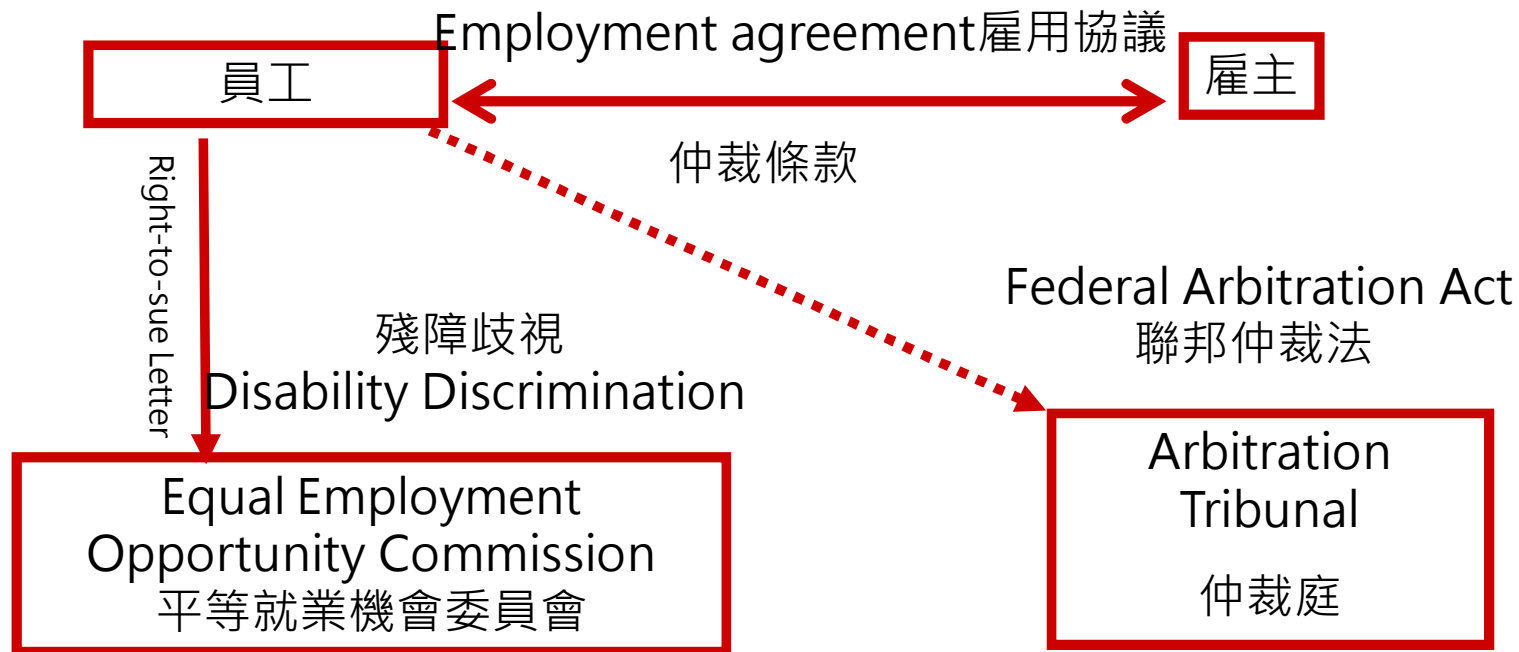 Employment agreement雇用協議
員工
雇主
仲裁條款
Right-to-sue Letter
殘障歧視
Disability Discrimination
Federal Arbitration Act
聯邦仲裁法
Equal Employment
Opportunity Commission
平等就業機會委員會
Arbitration
Tribunal
仲裁庭